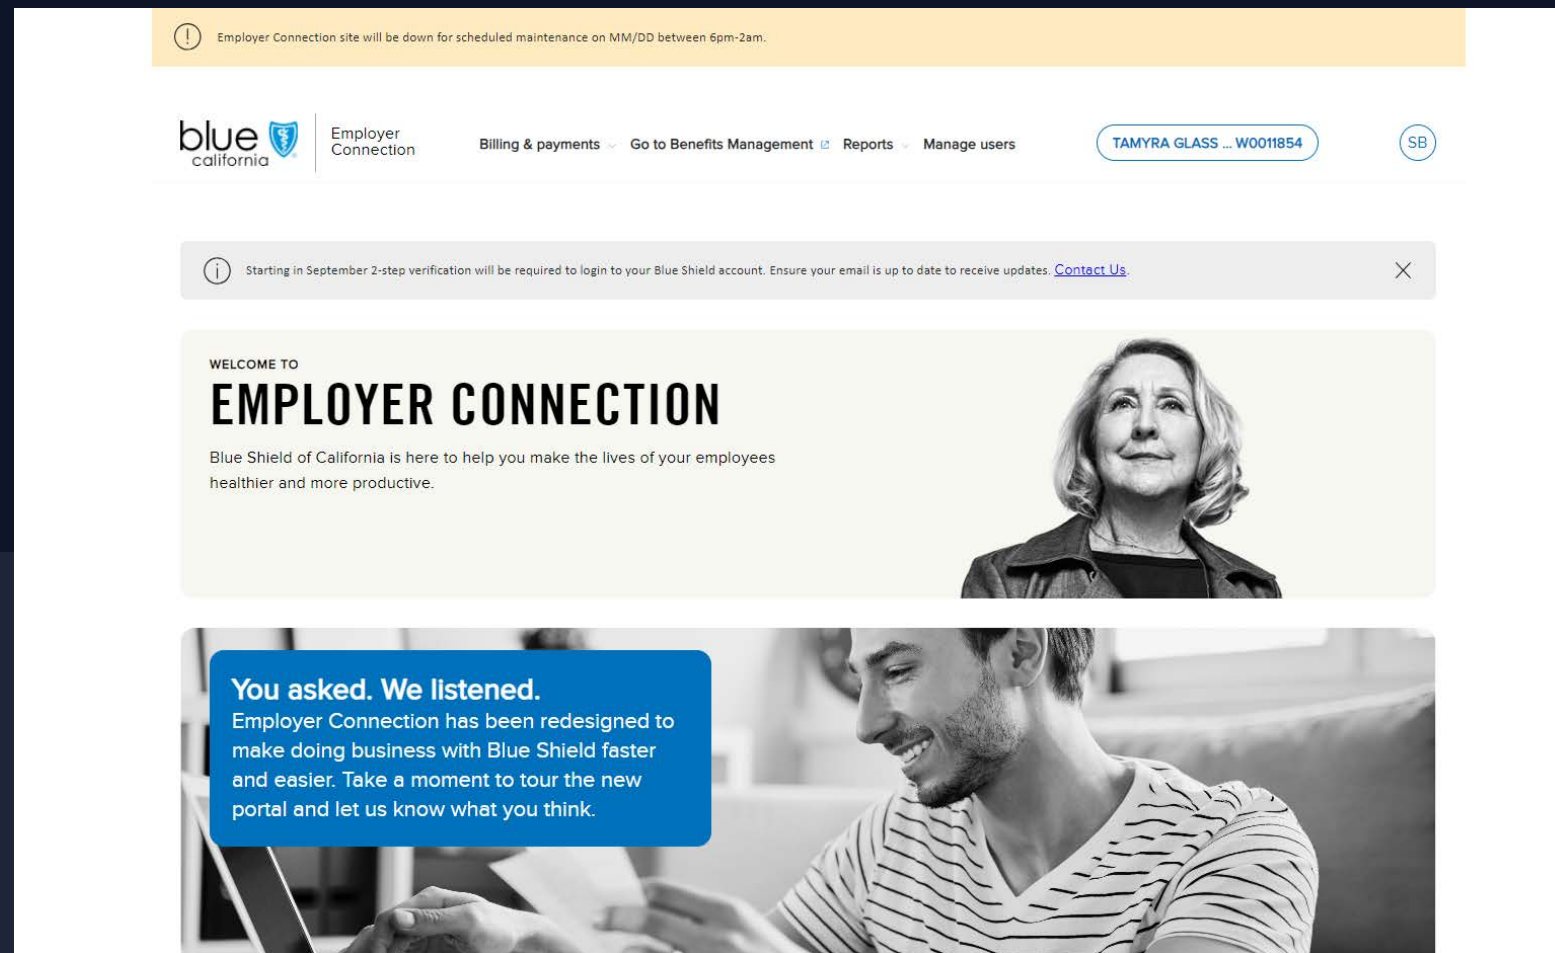 Employer Connection site will be down for scheduled maintenance on MM/DD between 6pm-2am.
blue
california
Employer
Connection
Billing & payments
Go to Benefits Management
Reports
Manage users
TAMYRA GLASS ... W0011854
SB
Starting in September 2-step verification will be required to login to your Blue Shield account. Ensure your email is up to date to receive updates. Contact Us.
WELCOME TO
EMPLOYER CONNECTION
Blue Shield of California is here to help you make the lives of your employees
healthier and more productive.
You asked. We listened.
Employer Connection has been redesigned to
make doing business with Blue Shield faster
and easier. Take a moment to tour the new
portal and let us know what you think.